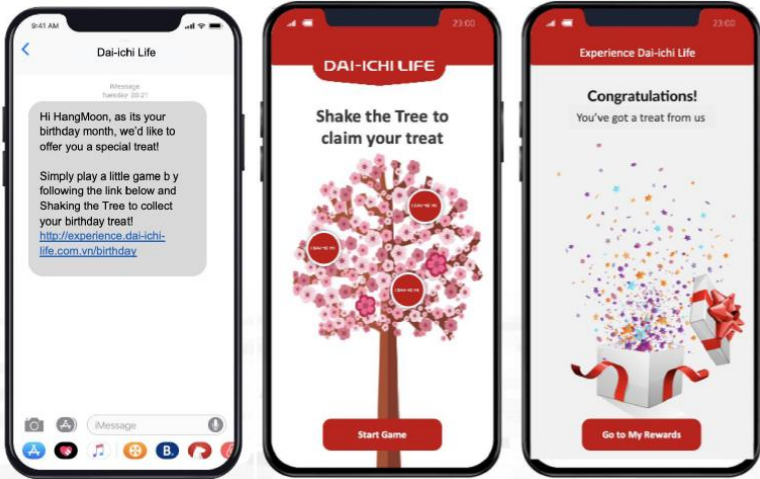 9:41 AM
Dai-ichi Life
iMessage
Tuesday 20:21
Hi HangMoon, as its your
birthday month, we'd like to
offer you a special treat!
Simply play a little game b y
following the link below and
Shaking the Tree to collect
your birthday treat!
http://experience.dai-ichi-
life.com.vn/birthday
iMessage
B.
23:00
DAI-ICHI LIFE
Shake the Tree to
claim your treat
Start Game
23:00
Experience Dai-ichi Life
Congratulations!
You've got a treat from us
Go to My Rewards